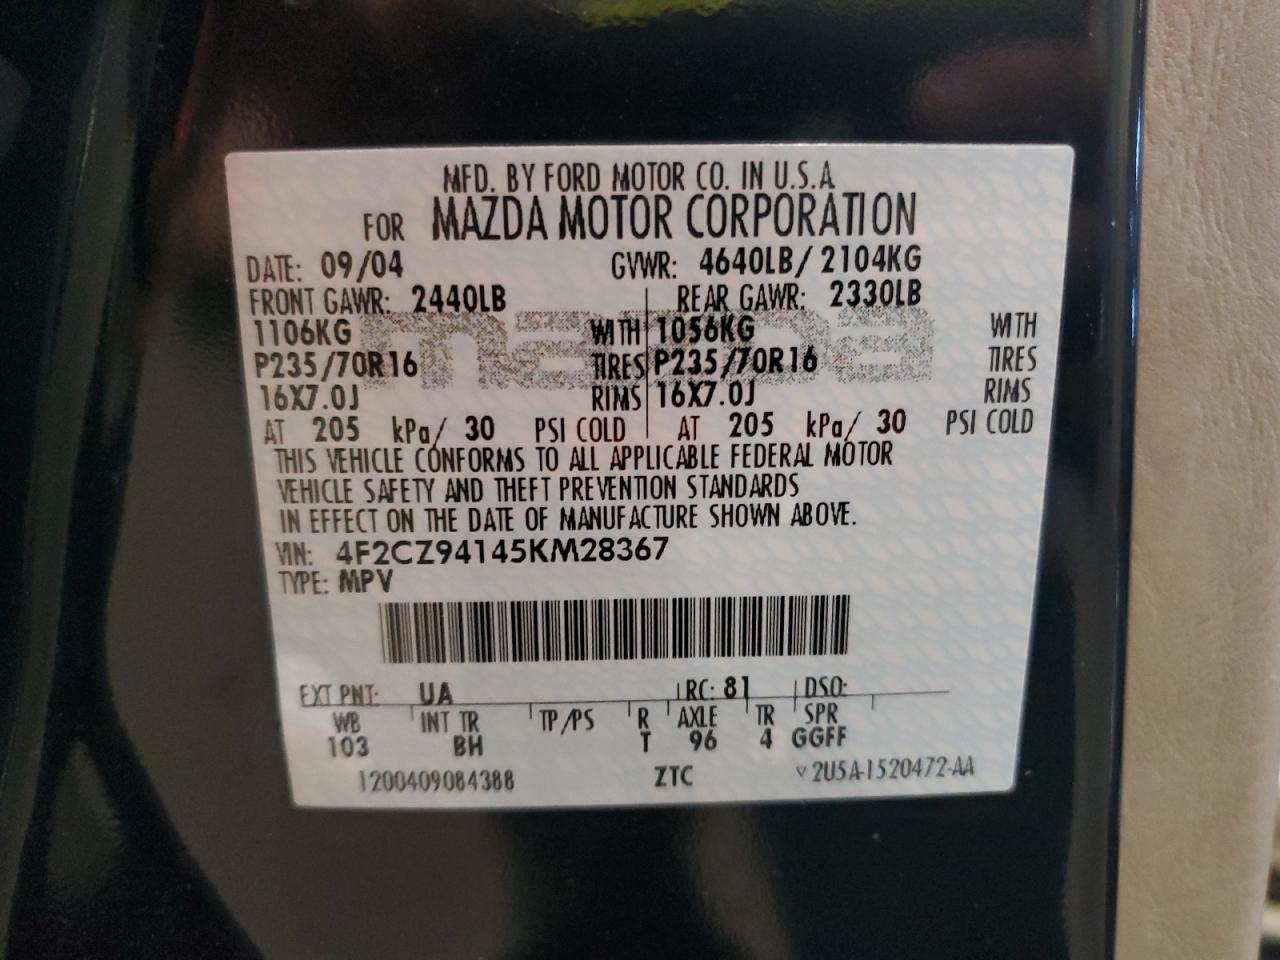 MFD. BY FORD MOTOR CO. IN U.S.A
FOR MAZDA MOTOR CORPORATION
DATE: 09/04 GVWR: 4640LB/ 2104KG
FRONT GAWR: 2440LB REAR GAWR: 2330LB
1106KG WITH 1056KG WITH
P235/70R16 TIRES P235/70R16 TIRES
16X7.0J RIMS 16X7.0J RIMS
AT 205 kPa/ 30 PSI COLD AT 205 kPa/ 30 PSI COLD
mazda
THIS VEHICLE CONFORMS TO ALL APPLICABLE FEDERAL MOTOR
VEHICLE SAFETY AND THEFT PREVENTION STANDARDS
IN EFFECT ON THE DATE OF MANUFACTURE SHOWN ABOVE.
VIN: 4F2CZ94145KM28367
TYPE: MPV
EXT PNT: UA RC: 81 DSO:
WB INT TR TP/PS R AXLE TR SPR
103 BH T 96 4 GGFF
1200409084388 ZTC V2U5A-1520472-AA